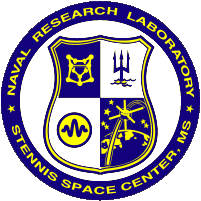 NAVAL RESEARCH LABORATORY
STENNIS SPACE CENTER, MS